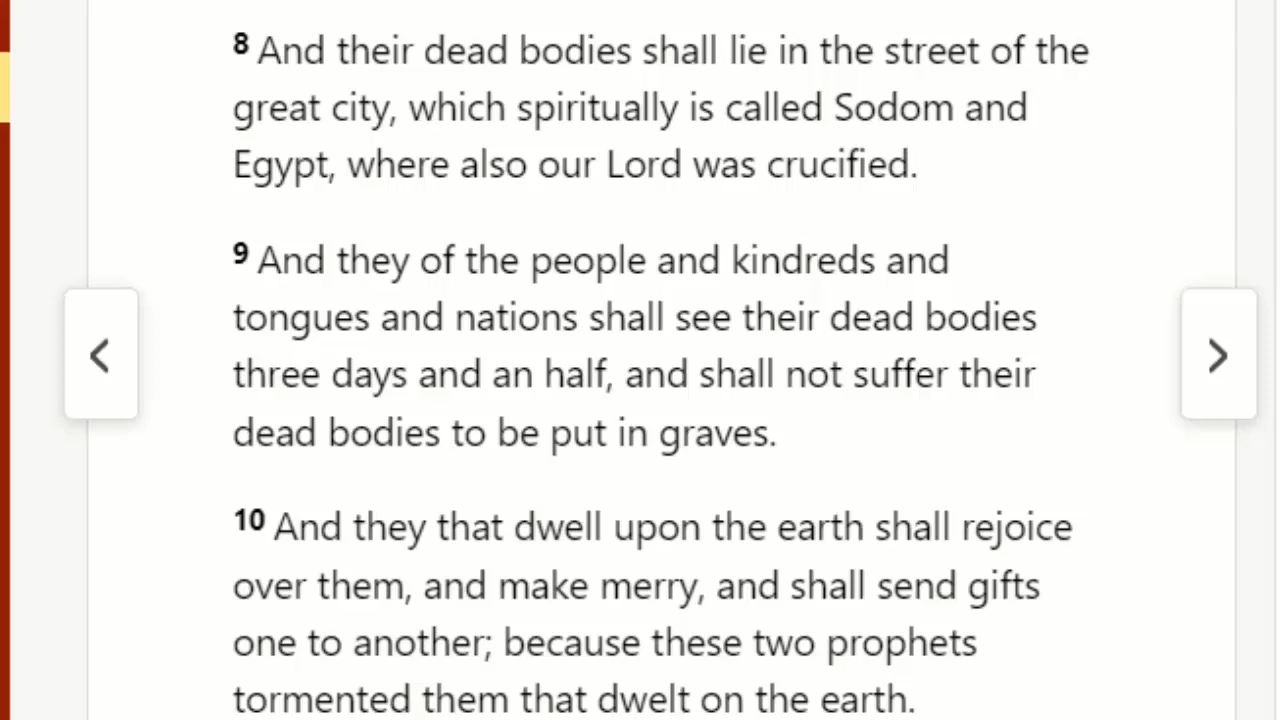 8 And their dead bodies shall lie in the street of the
great city, which spiritually is called Sodom and
Egypt, where also our Lord was crucified.
9 And they of the people and kindreds and
tongues and nations shall see their dead bodies
three days and an half, and shall not suffer their
dead bodies to be put in graves.
10 And they that dwell upon the earth shall rejoice
over them, and make merry, and shall send gifts
one to another; because these two prophets
tormented them that dwelt on the earth.